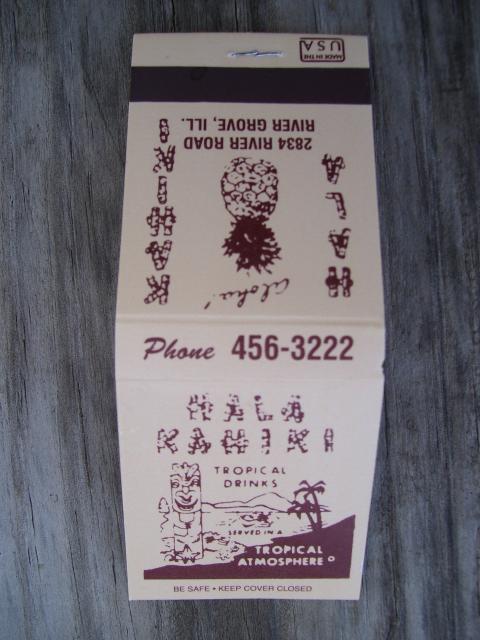 MADE IN THE
USA
2834 RIVER ROAD
RIVER GROVE, ILL.
HALA
KAHIKI
aloha!
Phone 456-3222
HALA
KAHIKI
TROPICAL
DRINKS
SERVED IN A
TROPICAL
ATMOSPHERE
BE SAFE • KEEP COVER CLOSED